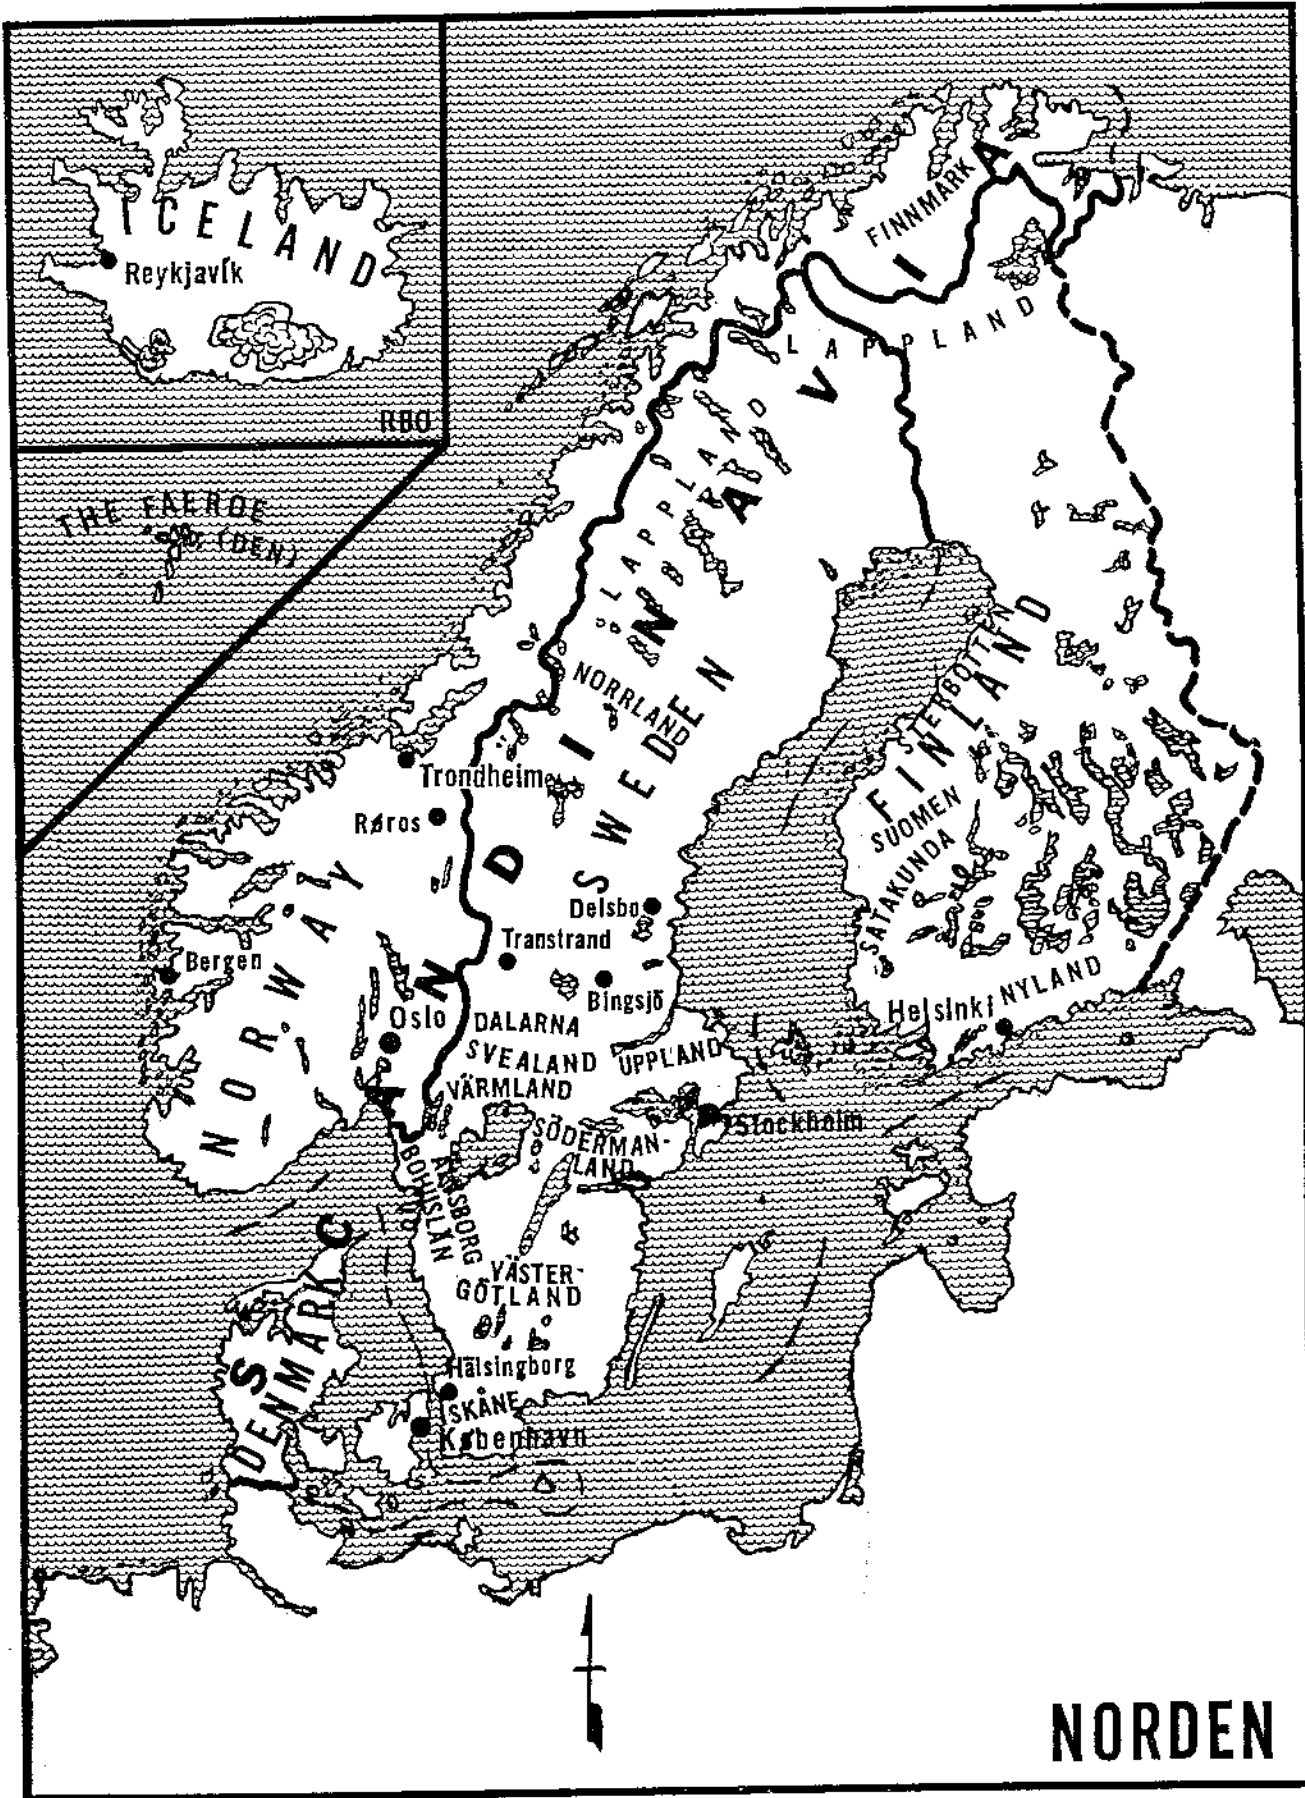 ICELAND
Reykjavík
RBO
THE FAEROE
(DEN)
FINNMARK
LAPPLAND
LAPPLAND
SCANDINAVIA
NORRLAND
SWEDEN
FINLAND
SUOMEN
SATAKUNDA
Trondheim
Røros
NORWAY
Delsbo
Transtrand
Bergen
Bingsjö
Oslo
DALARNA
Helsinki
NYLAND
SVEALAND
UPPLAND
VÄRMLAND
Stockholm
SÖDERMAN-
LAND
BOHUSLÄN
VÄSTER-
GÖTLAND
DENMARK
Hälsingborg
SKÅNE
København
NORDEN